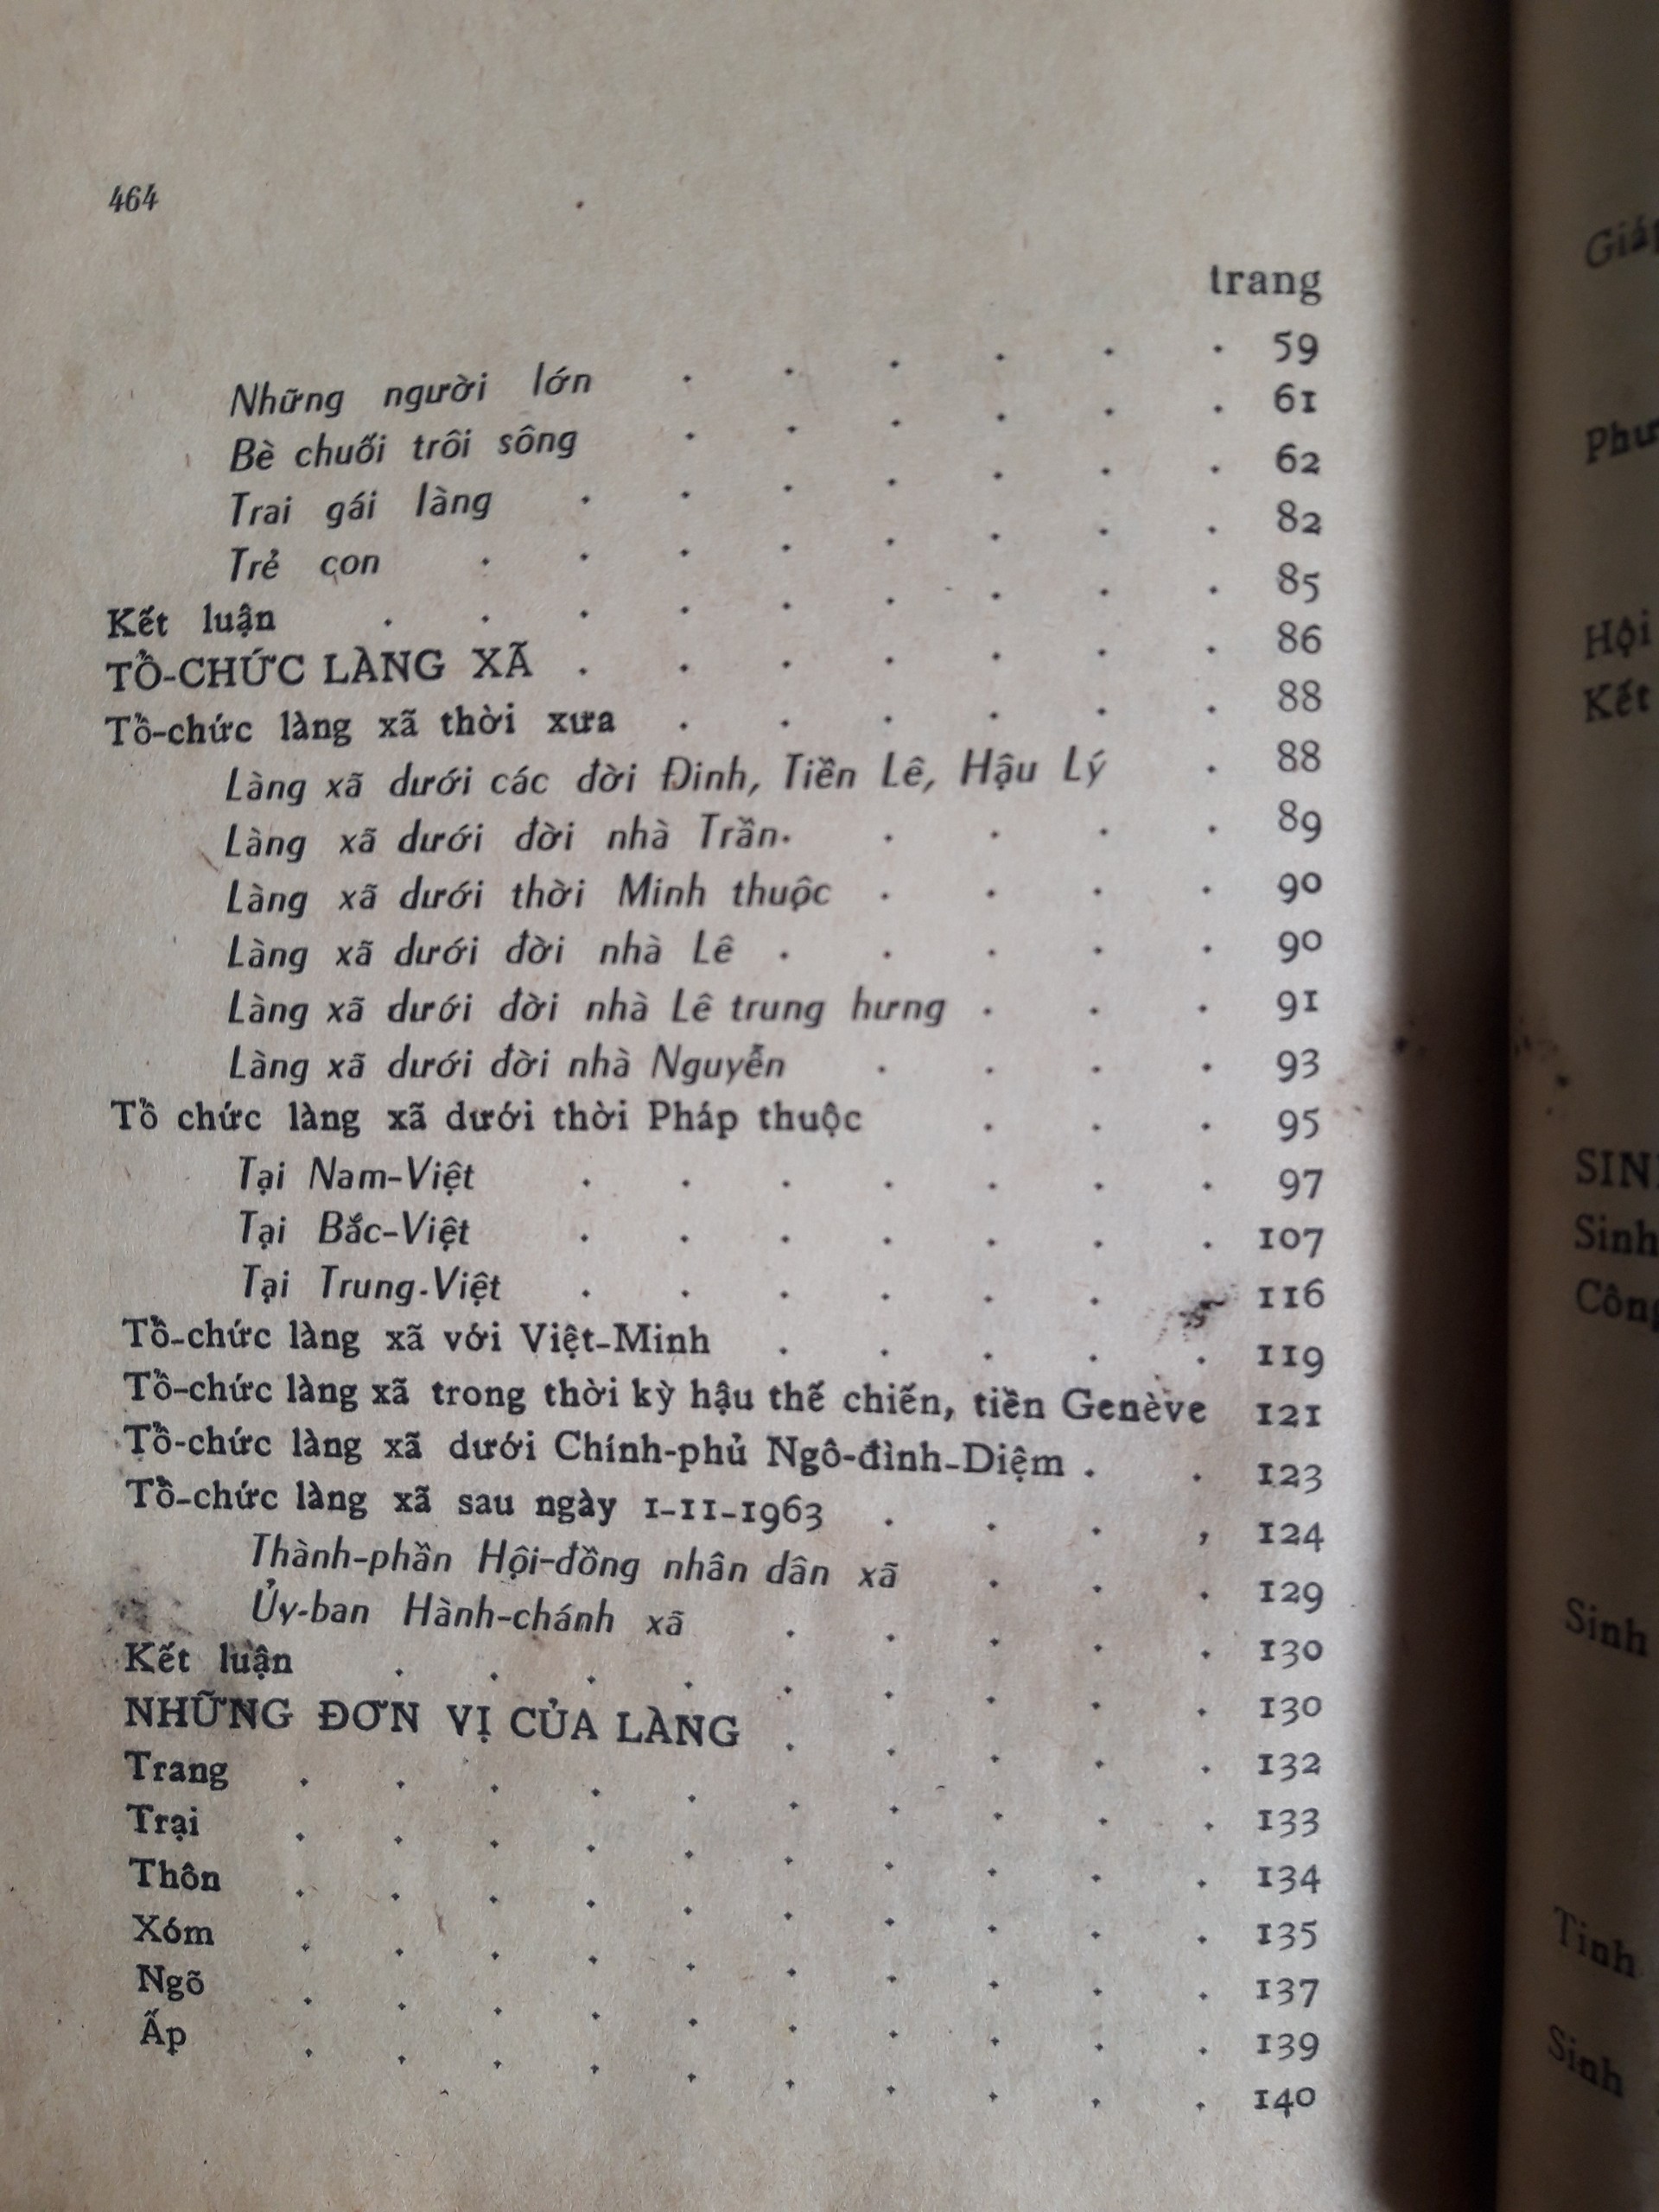 464
trang
Những người lớn . . . . . . 59
Bè chuối trôi sông . . . . . . 61
Trai gái làng . . . . . . . 62
Trẻ con . . . . . . . . 82
Kết luận . . . . . . . . . 85
TỔ-CHỨC LÀNG XÃ . . . . . . . 86
Tổ-chức làng xã thời xưa . . . . . . 88
Làng xã dưới các đời Đinh, Tiền Lê, Hậu Lý . 88
Làng xã dưới đời nhà Trần. . . . . 89
Làng xã dưới thời Minh thuộc . . . . 90
Làng xã dưới đời nhà Lê . . . . . 90
Làng xã dưới đời nhà Lê trung hưng . . . 91
Làng xã dưới đời nhà Nguyễn . . . . 93
Tổ chức làng xã dưới thời Pháp thuộc . . . 95
Tại Nam-Việt . . . . . . . 97
Tại Bắc-Việt . . . . . . . 107
Tại Trung-Việt . . . . . . 116
Tổ-chức làng xã với Việt-Minh . . . . . 119
Tổ-chức làng xã trong thời kỳ hậu thế chiến, tiền Genève 121
Tổ-chức làng xã dưới Chính-phủ Ngô-đình-Diệm . . 123
Tổ-chức làng xã sau ngày 1-11-1963 . . . , 124
Thành-phần Hội-đồng nhân dân xã . . . 129
Ủy-ban Hành-chánh xã . . . . . 130
Kết luận . . . . . . . . . 130
NHỮNG ĐƠN VỊ CỦA LÀNG . . . . . 132
Trang . . . . . . . . . . 133
Trại . . . . . . . . . . 134
Thôn . . . . . . . . . . 135
Xóm . . . . . . . . . . 137
Ngõ . . . . . . . . . . 139
Ấp . . . . . . . . . . 140
Hội
Kết
Sinh
Sinh
Tinh
Sinh